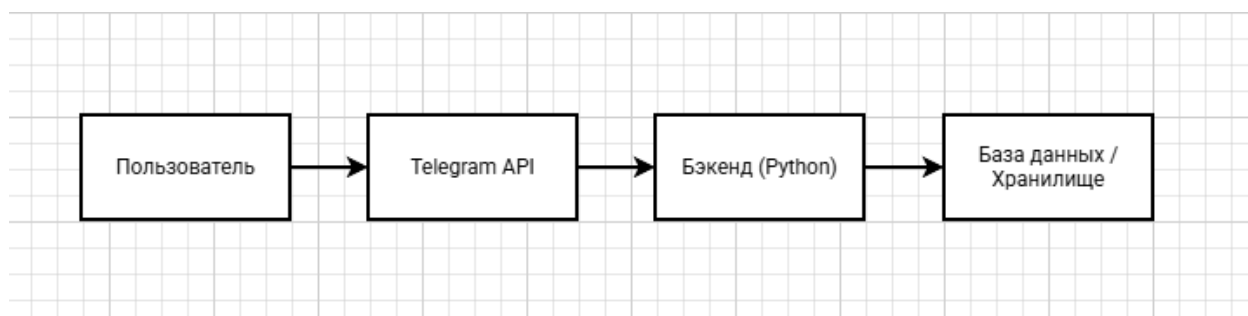 Пользователь
Telegram API
Бэкенд (Python)
База данных /
Хранилище